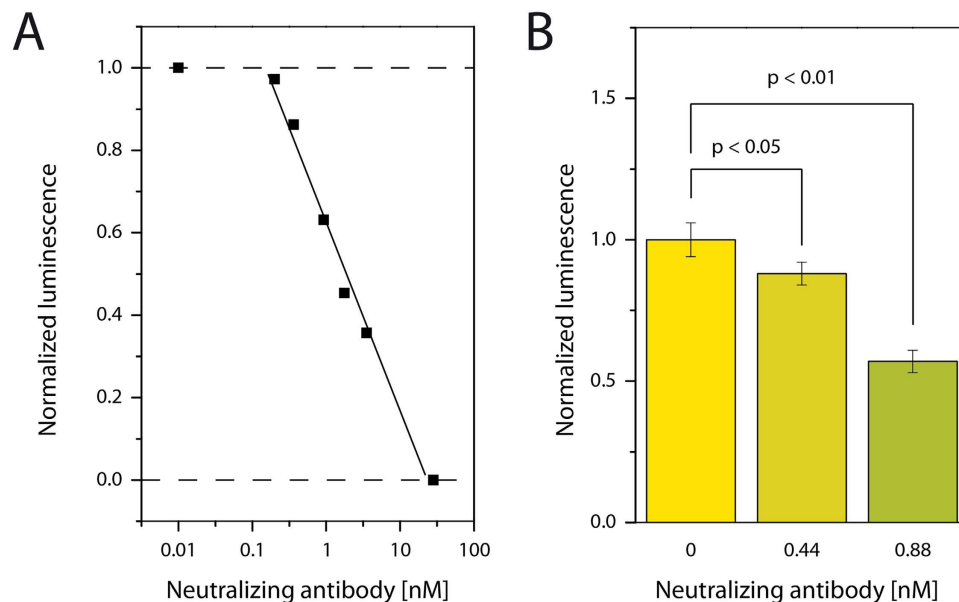 A
Normalized luminescence
1.0
0.8
0.6
0.4
0.2
0.0
0.01
0.1
1
10
100
Neutralizing antibody [nM]
B
Normalized luminescence
1.5
1.0
0.5
0.0
p < 0.01
p < 0.05
0
0.44
0.88
Neutralizing antibody [nM]